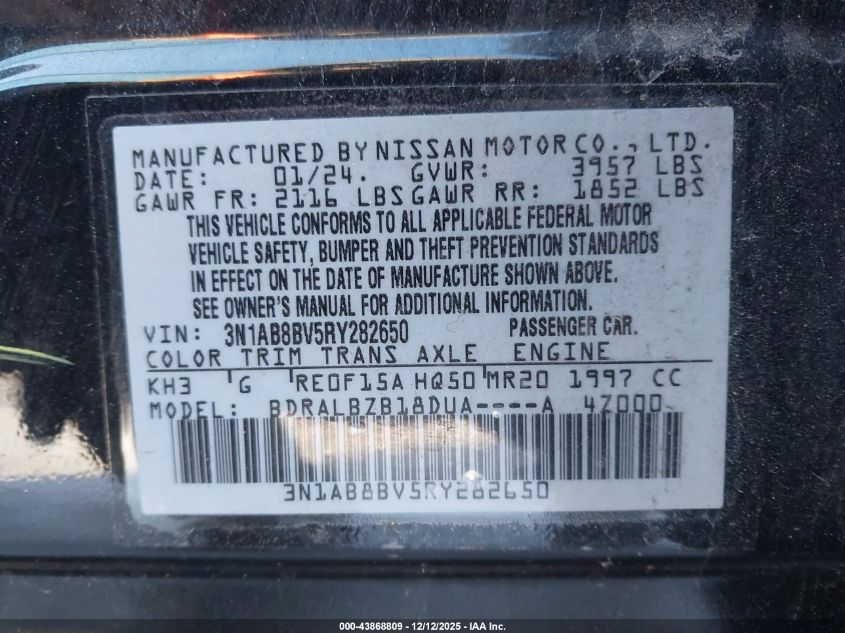 MANUFACTURED BY NISSAN MOTOR CO., LTD.
DATE: 01/24. GVWR: 3957 LBS
GAWR FR: 2116 LBS GAWR RR: 1852 LBS
THIS VEHICLE CONFORMS TO ALL APPLICABLE FEDERAL MOTOR
VEHICLE SAFETY, BUMPER AND THEFT PREVENTION STANDARDS
IN EFFECT ON THE DATE OF MANUFACTURE SHOWN ABOVE.
SEE OWNER'S MANUAL FOR ADDITIONAL INFORMATION.
VIN: 3N1AB8BV5RY282650 PASSENGER CAR.
COLOR TRIM TRANS AXLE ENGINE
KH3 G RE0F15A HQ50 MR20 1997 CC
MODEL: BDRALBZB18DUA----A 4Z000
3N1AB8BV5RY282650
000-43868809 - 12/12/2025 - IAA Inc.